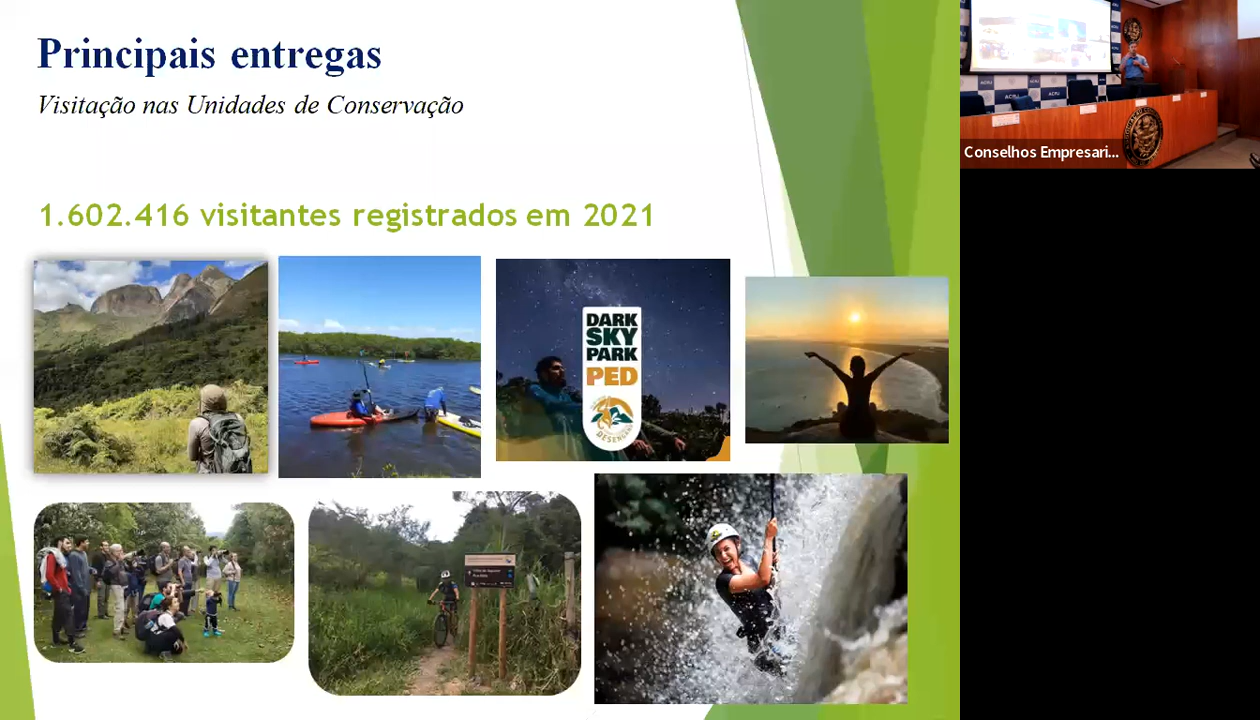 Principais entregas
Visitação nas Unidades de Conservação
1.602.416 visitantes registrados em 2021
DARK
SKY
PARK
PED
ACRJ
Conselhos Empresari...